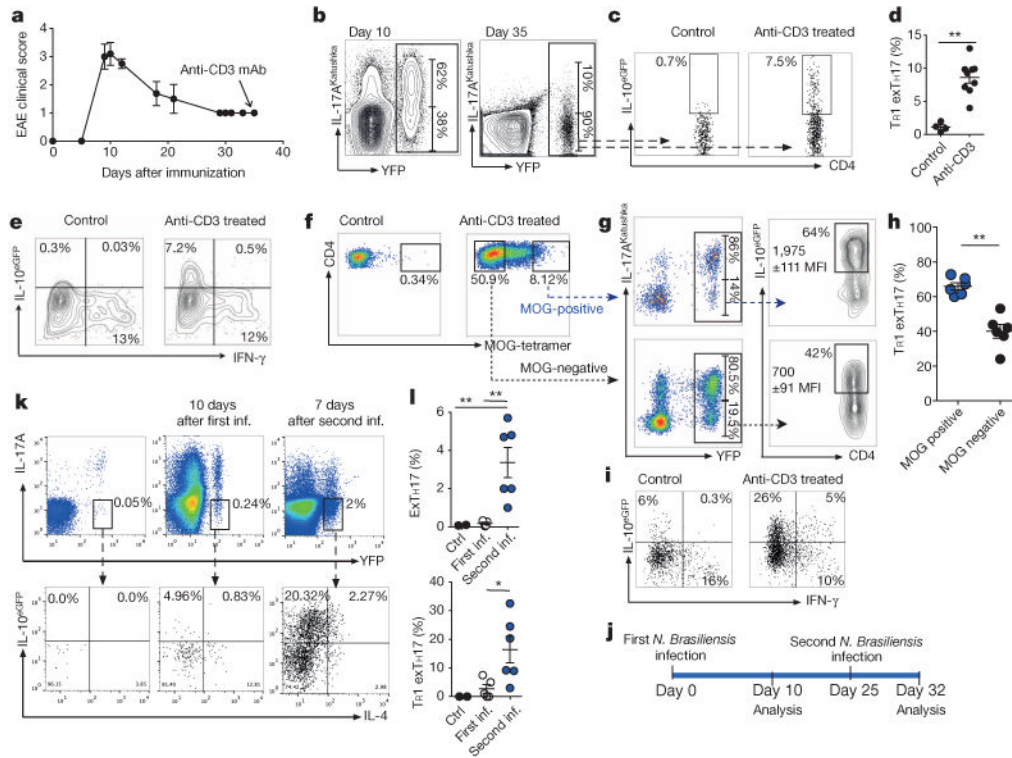 a
EAE clinical score
4
3
2
1
0
0
10
20
30
40
Anti-CD3 mAb
Days after immunization
b
Day 10
Day 35
IL-17A^Katushka
62%
38%
IL-17A^Katushka
10%
90%
YFP
YFP
c
Control
Anti-CD3 treated
IL-10^eGFP
0.7%
7.5%
CD4
d
**
TR1 exTH17 (%)
15
10
5
0
Control
Anti-CD3
e
Control
Anti-CD3 treated
IL-10^eGFP
0.3%
0.03%
7.2%
0.5%
13%
12%
IFN-γ
f
Control
Anti-CD3 treated
CD4
0.34%
50.9%
8.12%
MOG-positive
MOG-tetramer
MOG-negative
g
IL-17A^Katushka
86%
14%
80.5%
19.5%
YFP
IL-10^eGFP
64%
1,975
±111 MFI
42%
700
±91 MFI
CD4
h
**
TR1 exTH17 (%)
100
80
60
40
20
0
MOG positive
MOG negative
i
Control
Anti-CD3 treated
IL-10^eGFP
6%
0.3%
26%
5%
16%
10%
IFN-γ
j
First N. Brasiliensis
infection
Second N. Brasiliensis
infection
Day 0
Day 10
Day 25
Day 32
Analysis
Analysis
k
10 days
after first inf.
7 days
after second inf.
IL-17A
0.05%
0.24%
2%
YFP
IL-10^eGFP
0.0%
0.0%
4.96%
0.83%
20.32%
2.27%
IL-4
l
**
**
ExTH17 (%)
6
4
2
0
Ctrl
First inf.
Second inf.
*
TR1 exTH17 (%)
40
30
20
10
0
Ctrl
First inf.
Second inf.